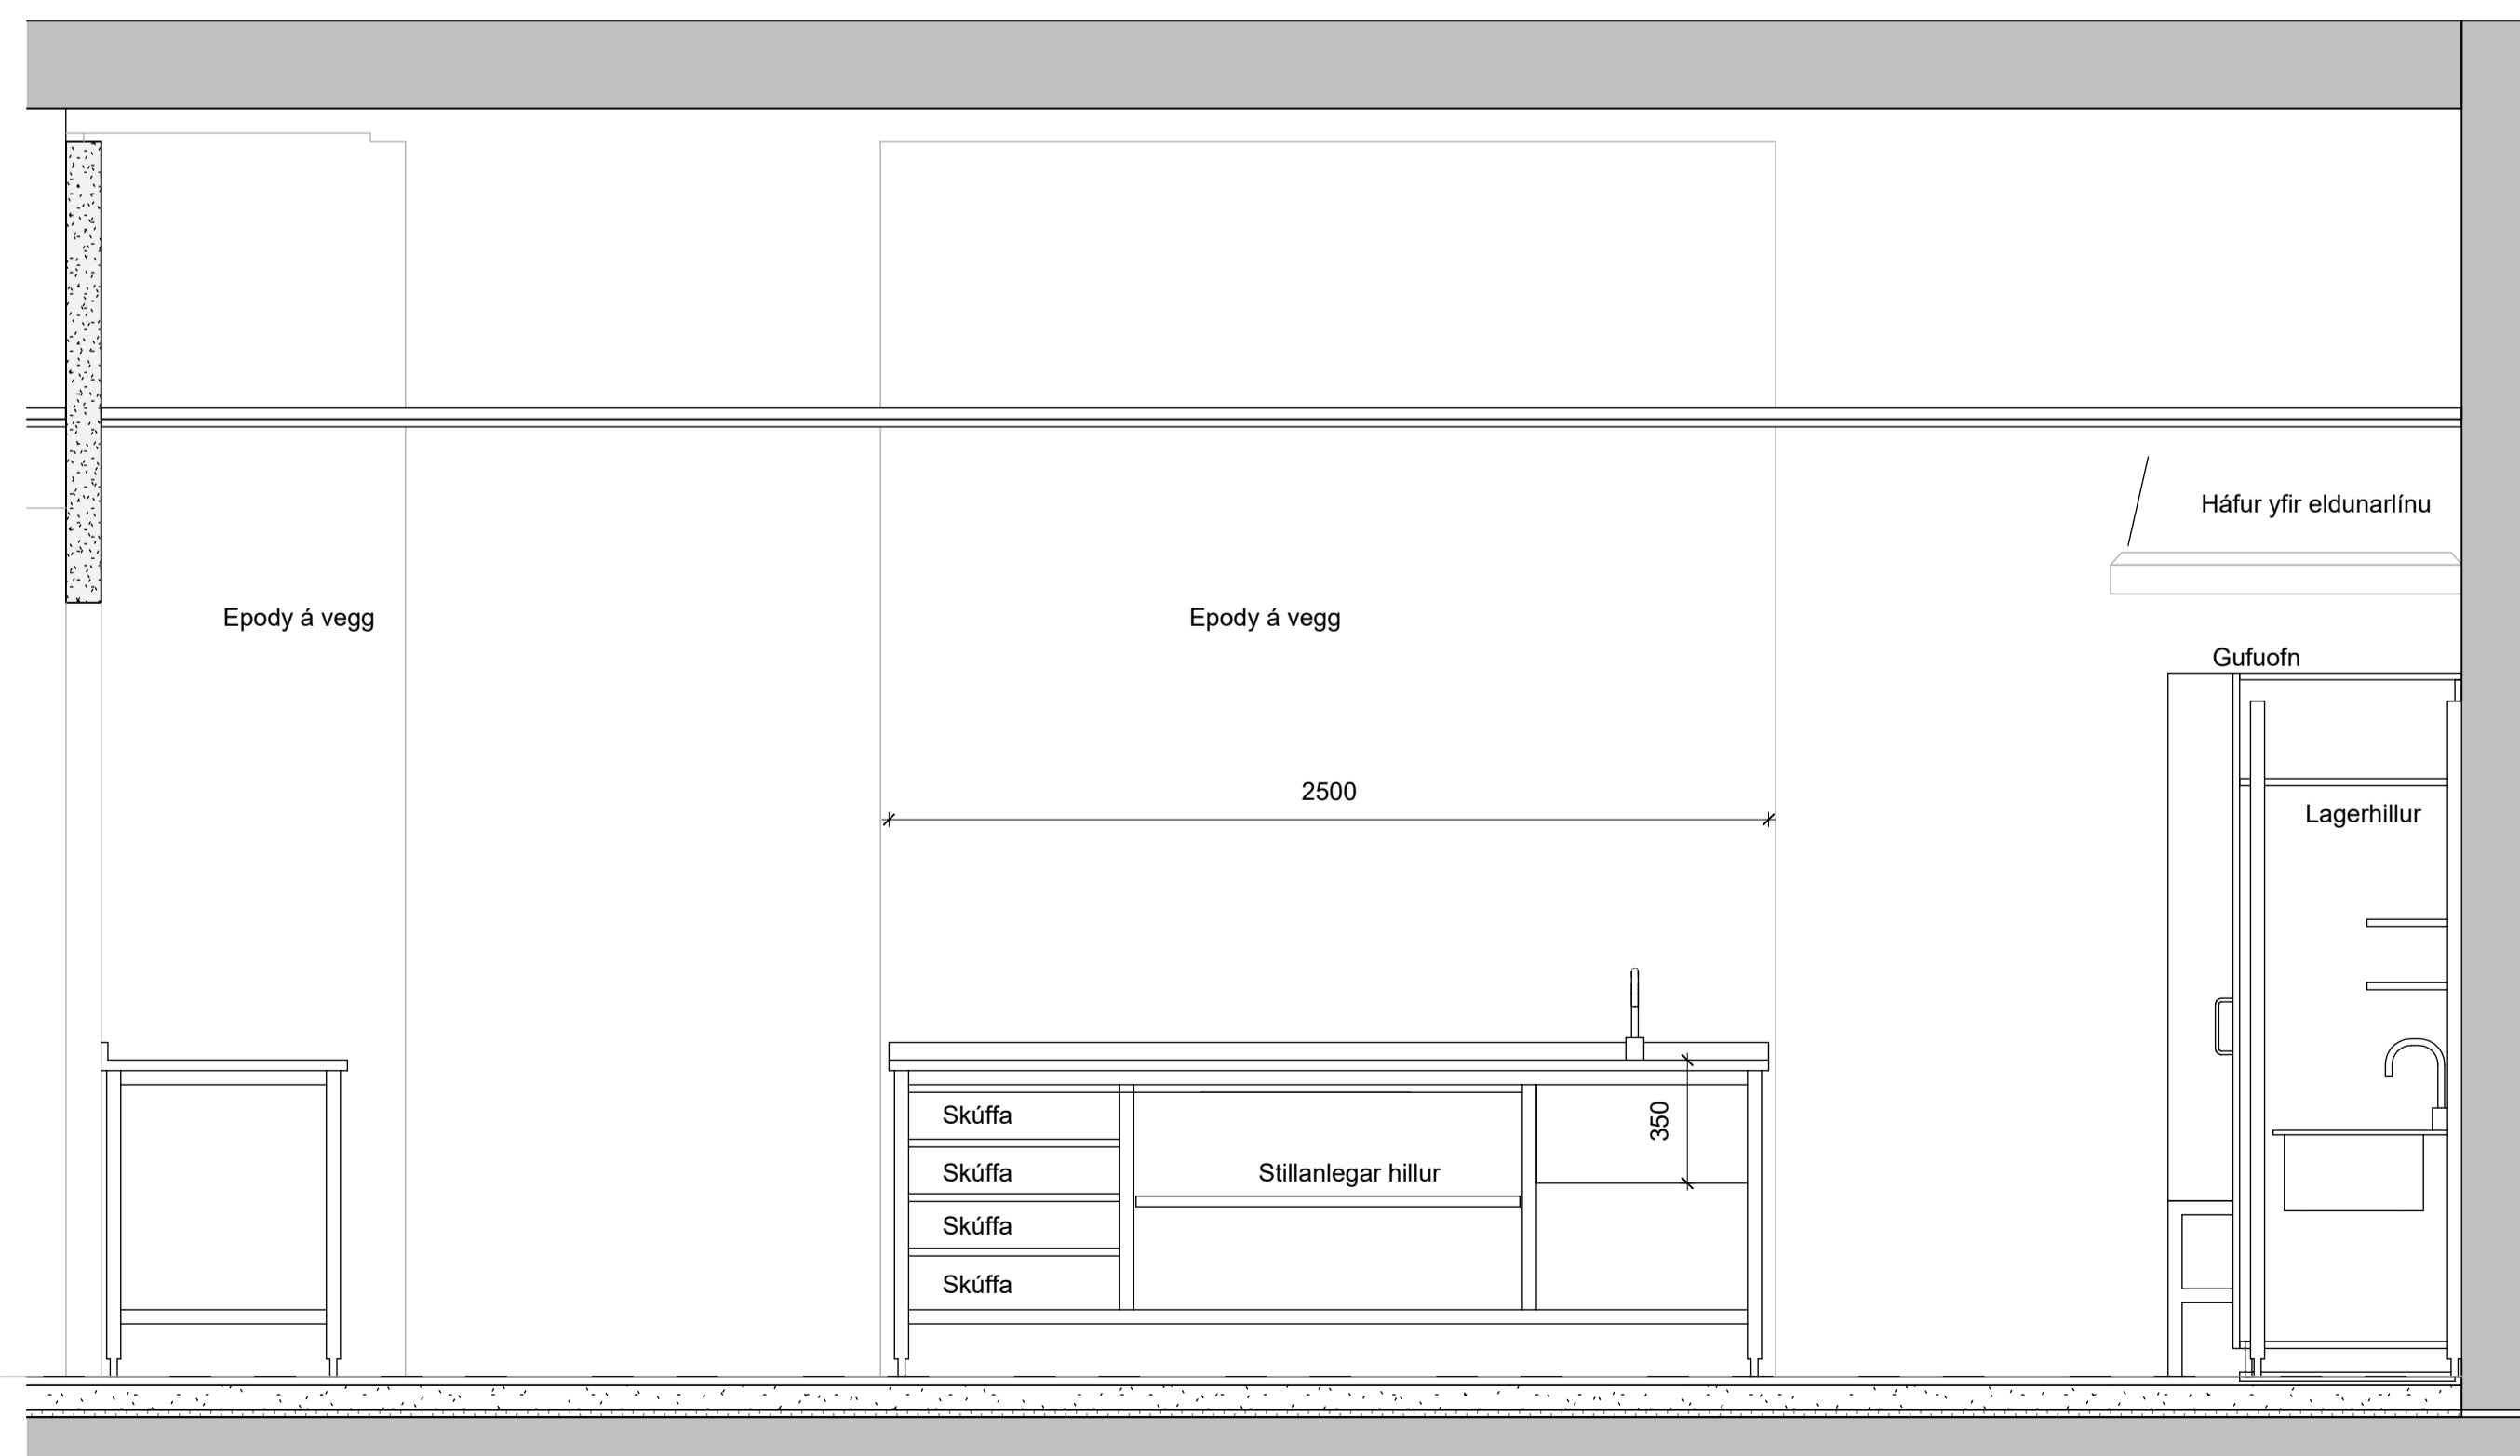 Háfur yfir eldunarlínu
Epody á vegg
Epody á vegg
Gufuofn
2500
Lagerhillur
Skúffa
350
Skúffa
Stillanlegar hillur
Skúffa
Skúffa